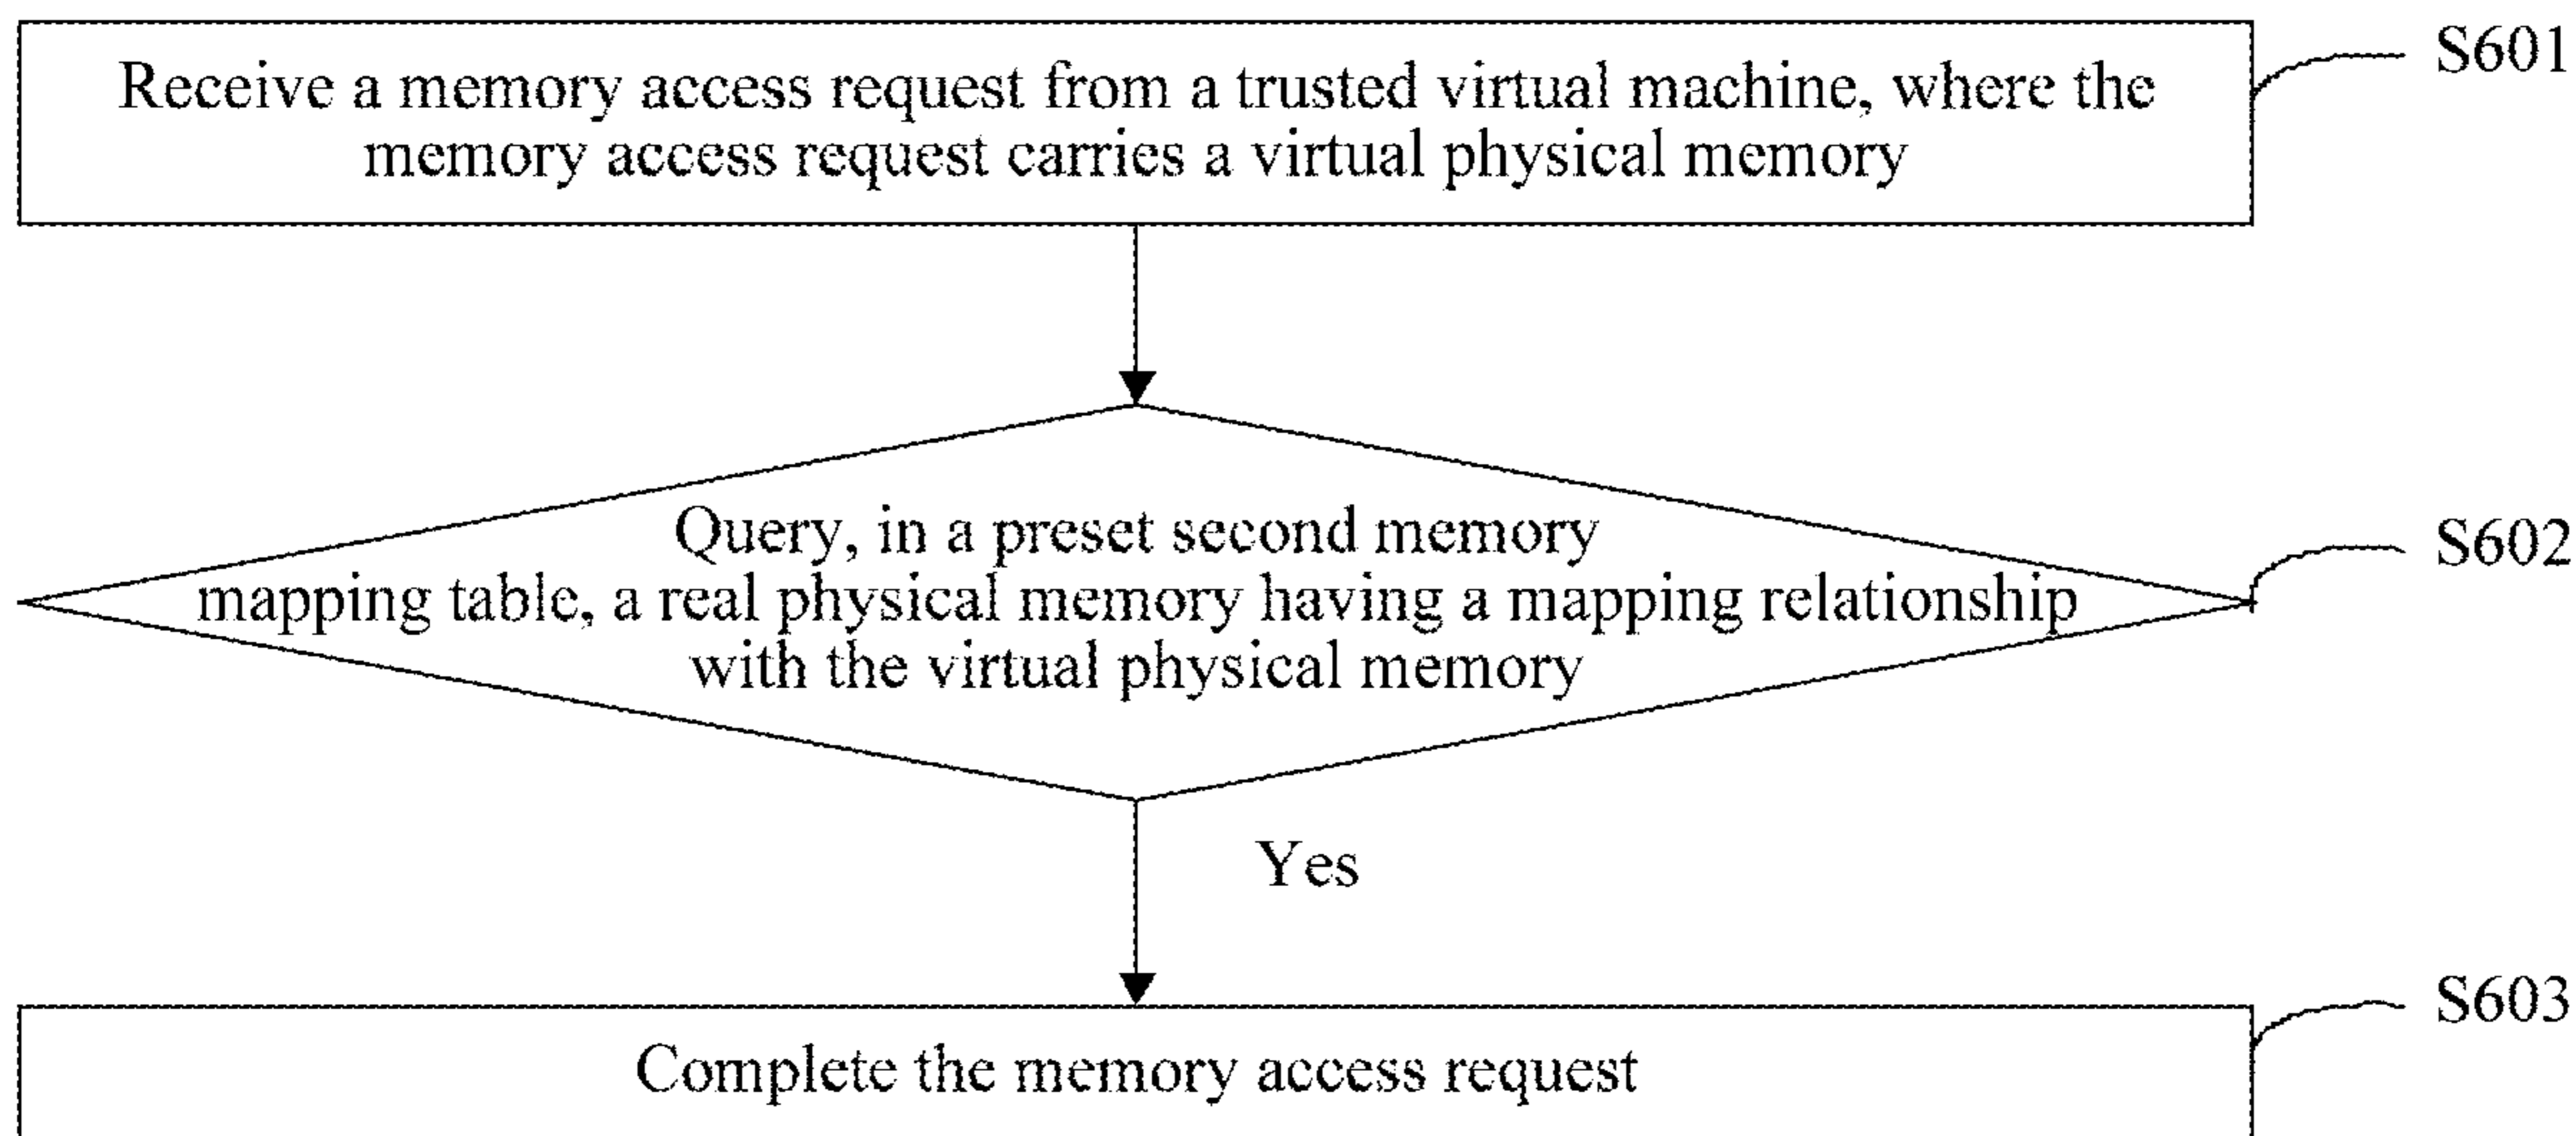 Receive a memory access request from a trusted virtual machine, where the
memory access request carries a virtual physical memory
S601
Query, in a preset second memory
mapping table, a real physical memory having a mapping relationship
with the virtual physical memory
S602
Yes
Complete the memory access request
S603